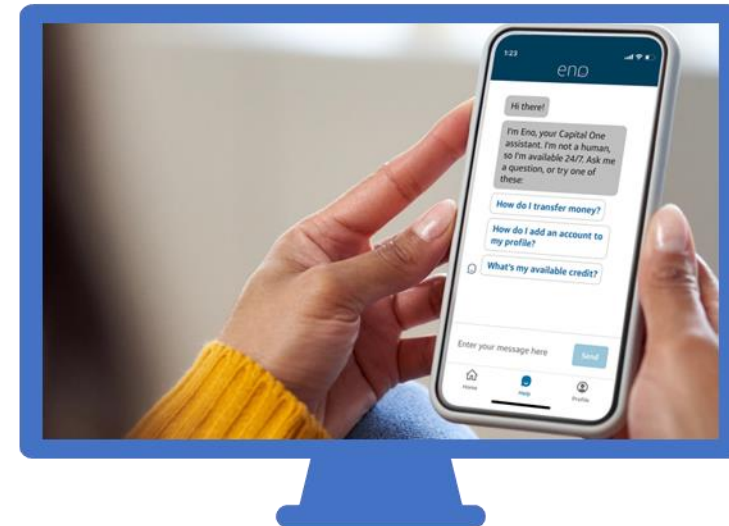 1:23
eno
Hi there!
I'm Eno, your Capital One
assistant. I'm not a human,
so I'm available 24/7. Ask me
a question, or try one of
these:
How do I transfer money?
How do I add an account to
my profile?
What's my available credit?
Enter your message here
Send
Home
Help
Profile